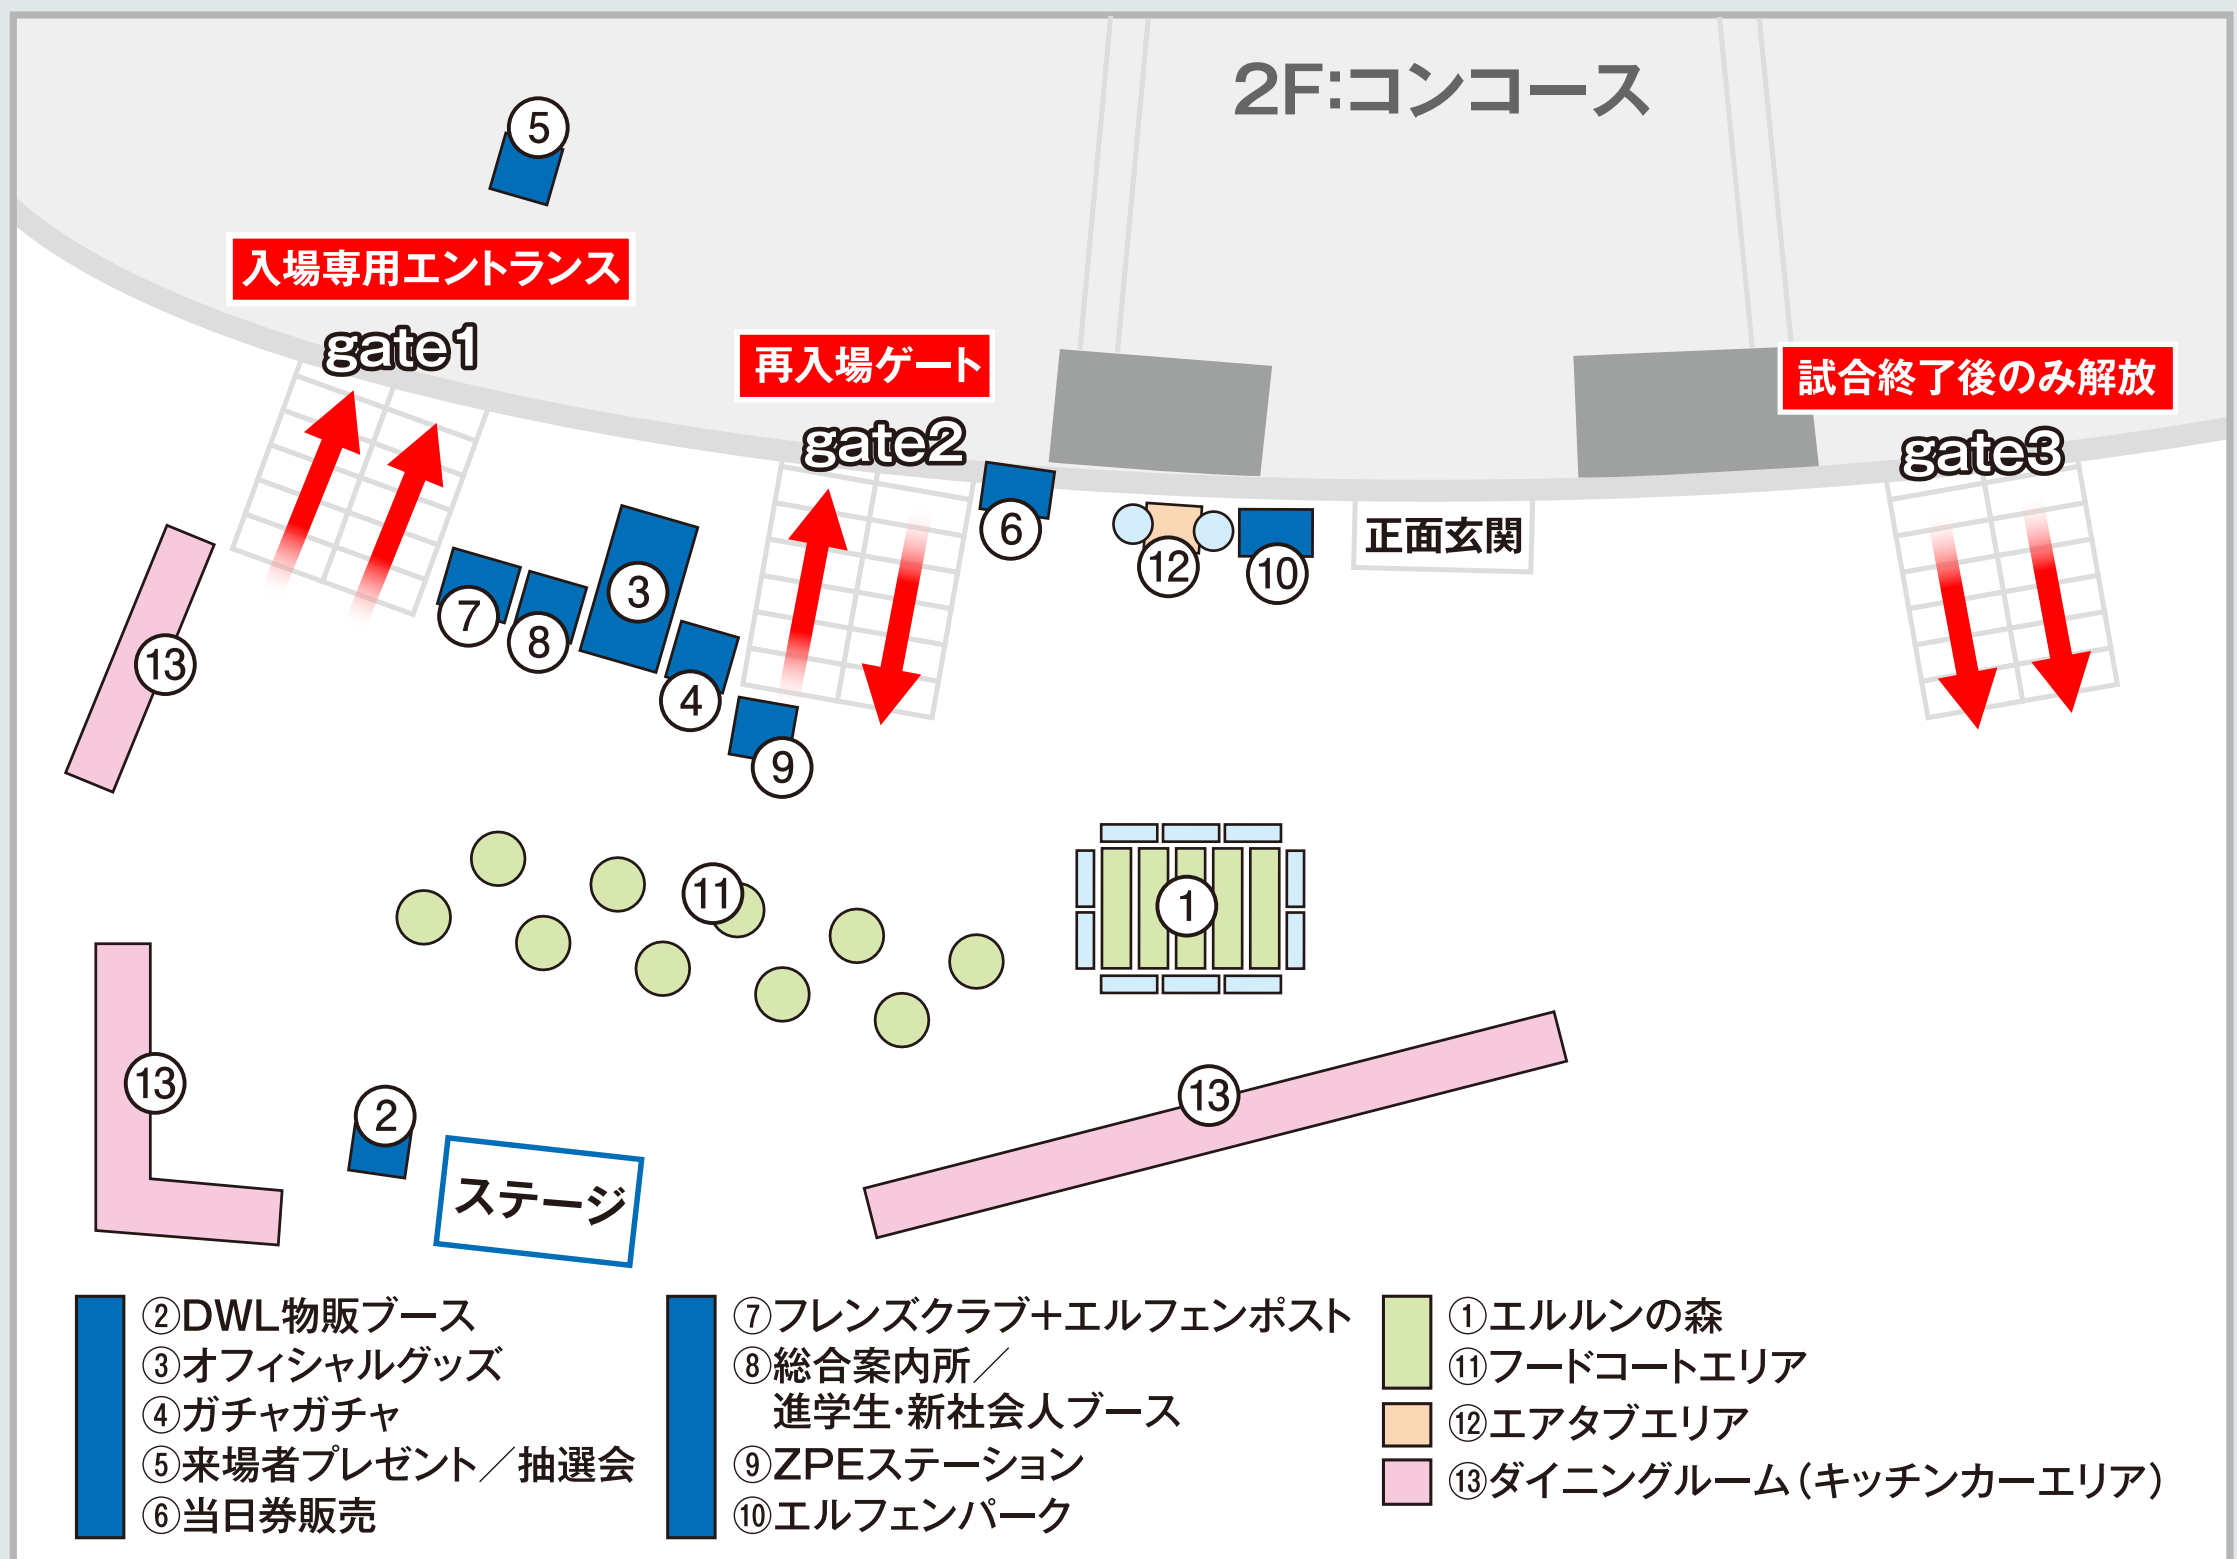 2F:コンコース
⑤
入場専用エントランス
gate1
再入場ゲート
gate2
試合終了後のみ解放
gate3
⑥
⑫
⑩
正面玄関
⑬
⑦
⑧
③
④
⑨
⑪
①
⑬
②
ステージ
⑬
②DWL物販ブース
③オフィシャルグッズ
④ガチャガチャ
⑤来場者プレゼント／抽選会
⑥当日券販売
⑦フレンズクラブ＋エルフェンポスト
⑧総合案内所／
進学生・新社会人ブース
⑨ZPEステーション
⑩エルフェンパーク
①エルルンの森
⑪フードコートエリア
⑫エアタブエリア
⑬ダイニングルーム（キッチンカーエリア）